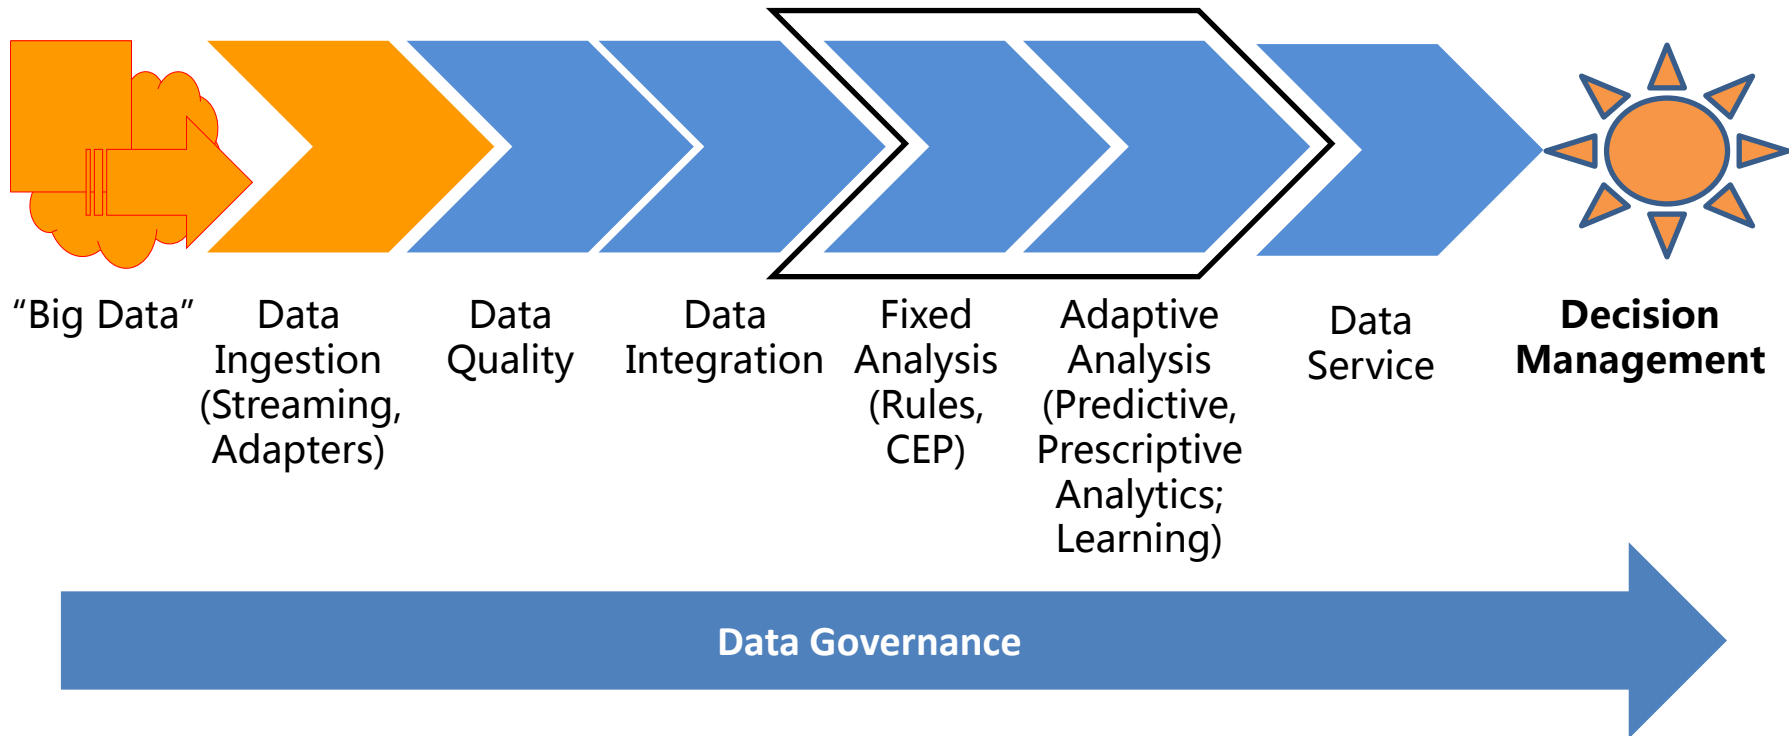 “Big Data”
Data
Ingestion
(Streaming,
Adapters)
Data
Quality
Data
Integration
Fixed
Analysis
(Rules,
CEP)
Adaptive
Analysis
(Predictive,
Prescriptive
Analytics;
Learning)
Data
Service
Decision
Management
Data Governance